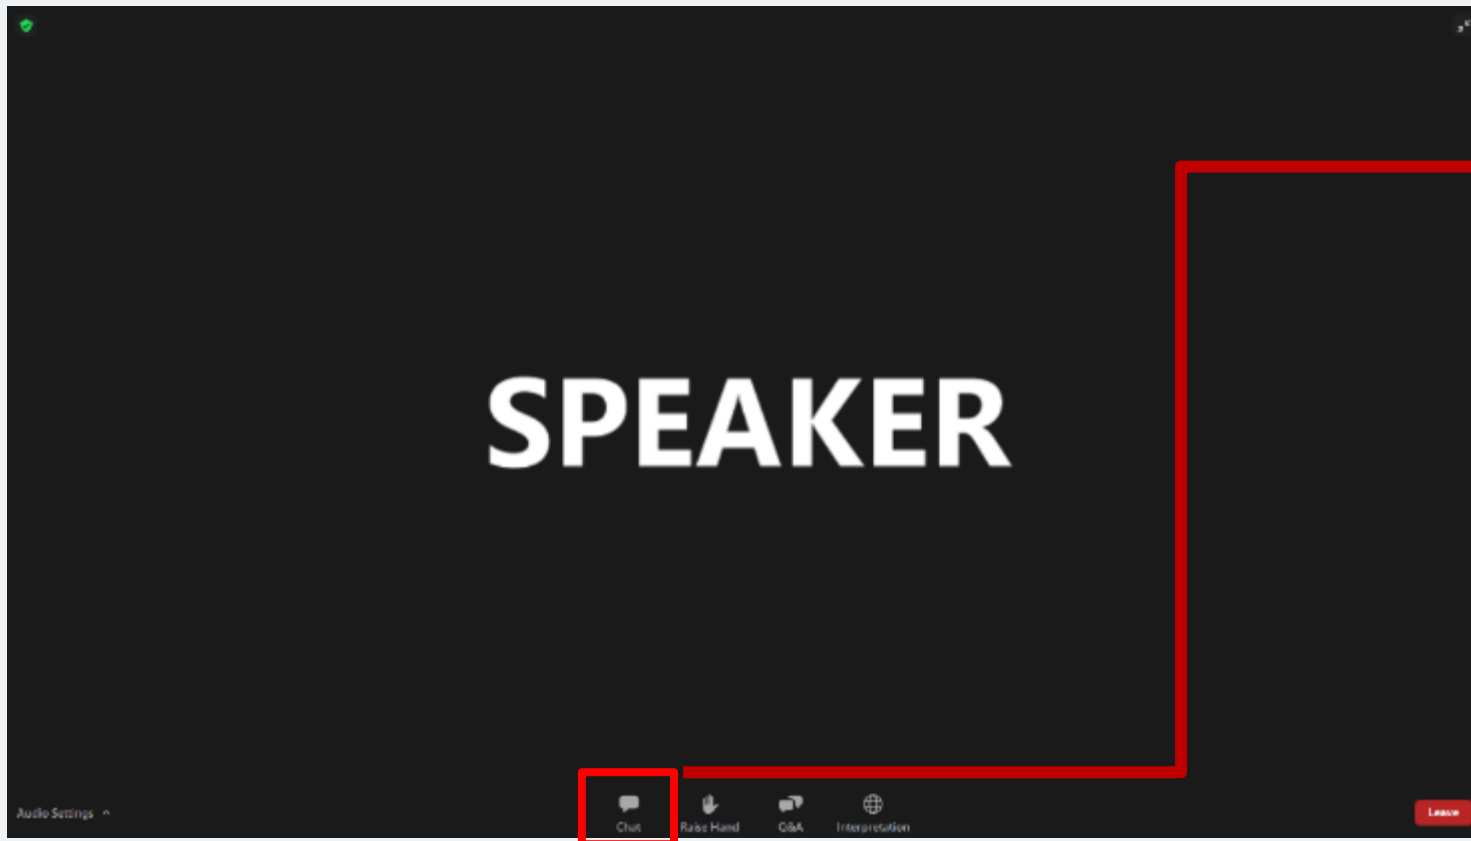 SPEAKER
Audio Settings
Chat
Raise Hand
Q&A
Interpretation
Leave